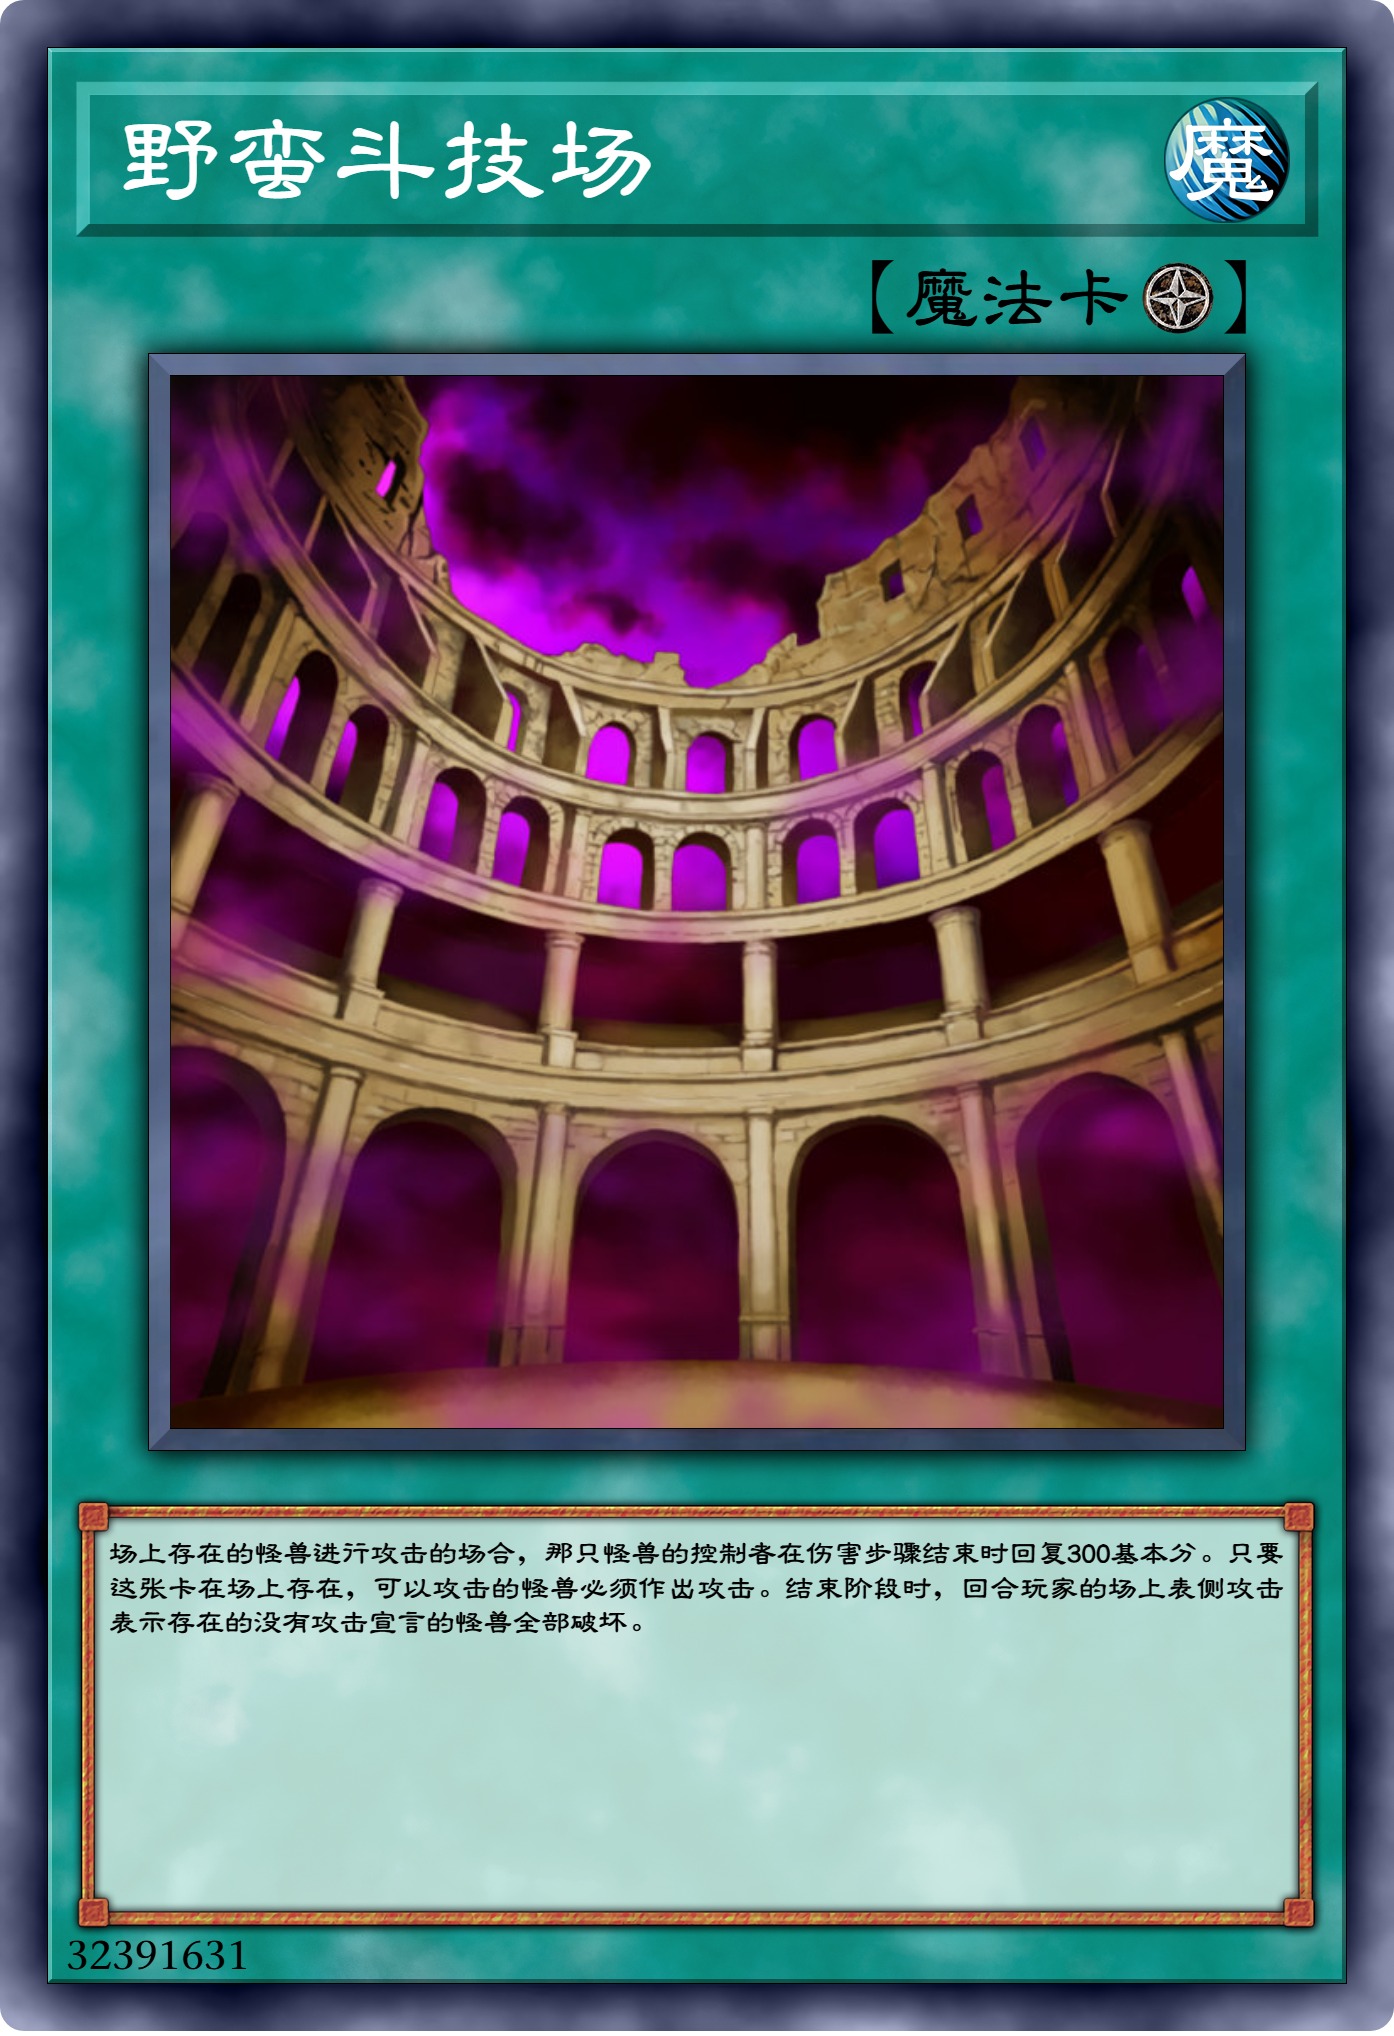 野蛮斗技场
魔
【魔法卡】
场上存在的怪兽进行攻击的场合，那只怪兽的控制者在伤害步骤结束时回复300基本分。只要
这张卡在场上存在，可以攻击的怪兽必须作出攻击。结束阶段时，回合玩家的场上表侧攻击
表示存在的没有攻击宣言的怪兽全部破坏。
32391631